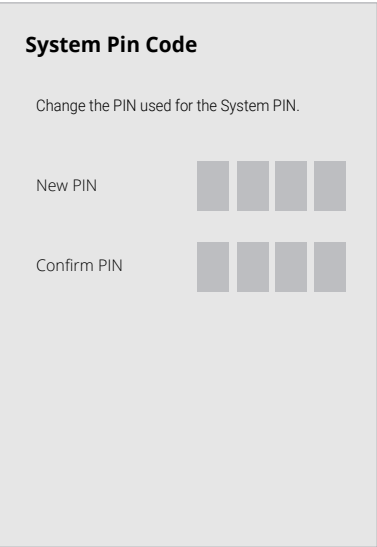 System Pin Code
Change the PIN used for the System PIN.
New PIN
Confirm PIN